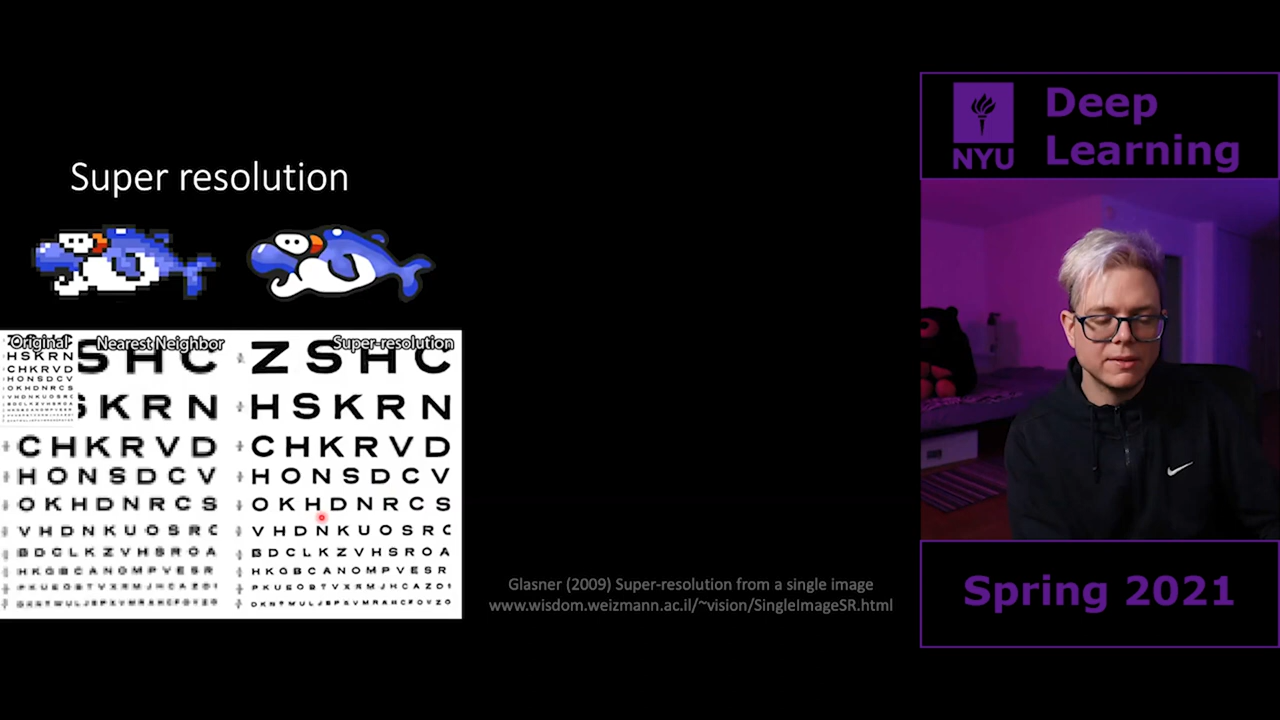 Super resolution
Original
Nearest Neighbor
Super-resolution
HSKRN
CHKRVD
HONSDCV
OKHDNRCS
S H C
K R N
C H K R V D
H O N S D C V
O K H D N R C S
V H D N K U O S R C
B D C L K Z V H S R O A
H K G B C A N O M P V E S R
Z S H C
H S K R N
C H K R V D
H O N S D C V
O K H D N R C S
V H D N K U O S R C
B D C L K Z V H S R O A
H K G B C A N O M P V E S R
P K U E O B T V X R M J H C A Z D I
Glasner (2009) Super-resolution from a single image
www.wisdom.weizmann.ac.il/~vision/SingleImageSR.html
NYU
Deep
Learning
Spring 2021